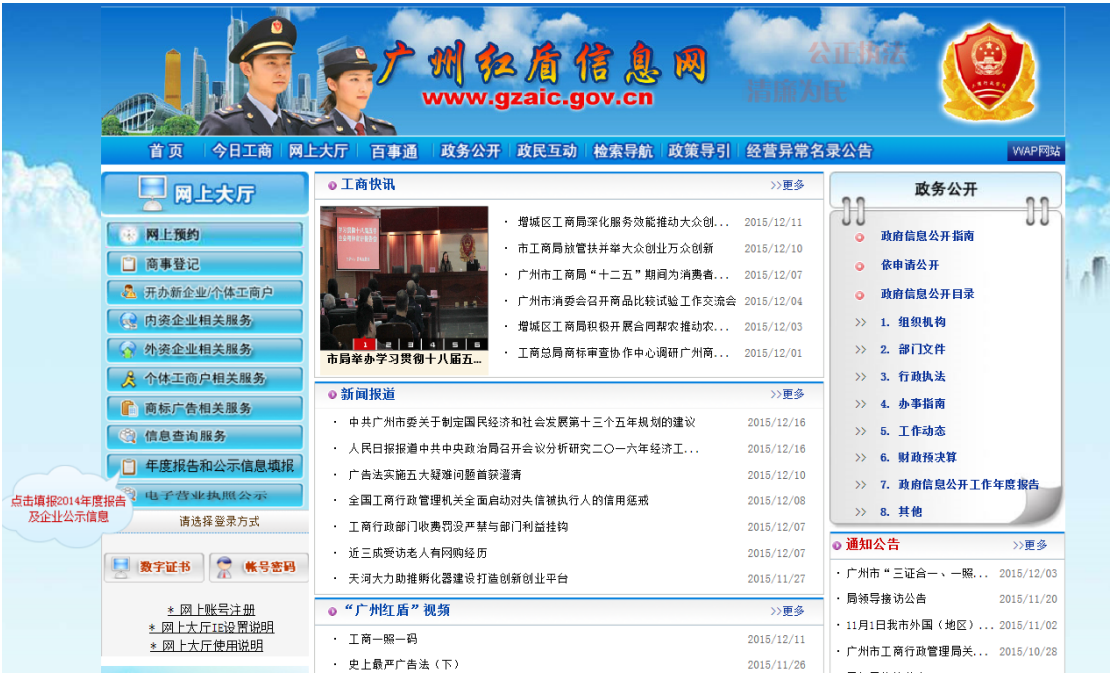 广州红盾信息网
www.gzaic.gov.cn
公正执法
清廉为民
首页 今日工商 网上大厅 百事通 政务公开 政民互动 检索导航 政策导引 经营异常名录公告 WAP网站
网上大厅
网上预约
商事登记
开办新企业/个体工商户
内资企业相关服务
外资企业相关服务
个体工商户相关服务
商标广告相关服务
信息查询服务
年度报告和公示信息填报
电子营业执照公示
点击填报2014年度报告
及企业公示信息
请选择登录方式
数字证书 帐号密码
* 网上账号注册
* 网上大厅IE设置说明
* 网上大厅使用说明
工商快讯 >>更多
1 2 3 4 5 6
市局举办学习贯彻十八届五...
· 增城区工商局深化服务效能推动大众创... 2015/12/11
· 市工商局放管扶并举大众创业万众创新 2015/12/10
· 广州市工商局“十二五”期间为消费者... 2015/12/07
· 广州市消委会召开商品比较试验工作交流会 2015/12/04
· 增城区工商局积极开展合同帮农推动农... 2015/12/03
· 工商总局商标审查协作中心调研广州商... 2015/12/01
新闻报道 >>更多
· 中共广州市委关于制定国民经济和社会发展第十三个五年规划的建议 2015/12/16
· 人民日报报道中共中央政治局召开会议分析研究二〇一六年经济工... 2015/12/16
· 广告法实施五大疑难问题首获澄清 2015/12/10
· 全国工商行政管理机关全面启动对失信被执行人的信用惩戒 2015/12/08
· 工商行政部门收费罚没严禁与部门利益挂钩 2015/12/07
· 近三成受访老人有网购经历 2015/12/07
· 天河大力助推孵化器建设打造创新创业平台 2015/11/27
“广州红盾”视频 >>更多
· 工商一照一码 2015/12/11
· 史上最严广告法（下） 2015/11/26
政务公开
政府信息公开指南
依申请公开
政府信息公开目录
>> 1. 组织机构
>> 2. 部门文件
>> 3. 行政执法
>> 4. 办事指南
>> 5. 工作动态
>> 6. 财政预决算
>> 7. 政府信息公开工作年度报告
>> 8. 其他
通知公告 >>更多
· 广州市“三证合一、一照... 2015/12/03
· 局领导接访公告 2015/11/20
· 11月1日我市外国（地区）... 2015/11/02
· 广州市工商行政管理局关... 2015/10/28